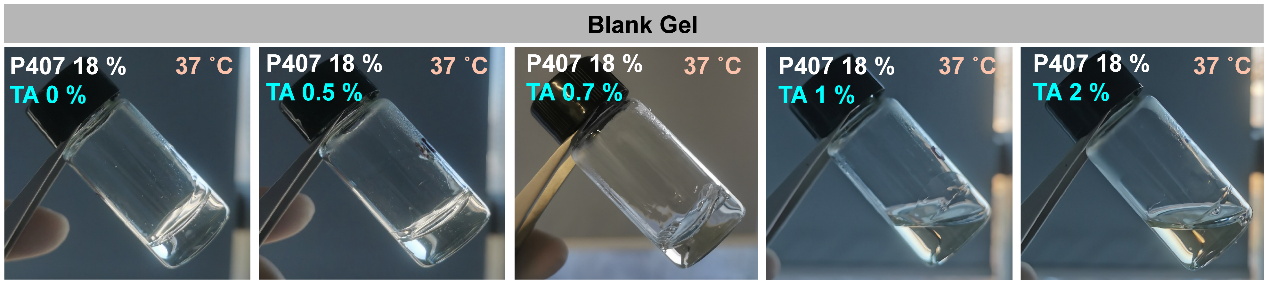 Blank Gel
P407 18 %
37 ˚C
TA 0 %
P407 18 %
37 ˚C
TA 0.5 %
P407 18 %
37 ˚C
TA 0.7 %
P407 18 %
37 ˚C
TA 1 %
P407 18 %
37 ˚C
TA 2 %